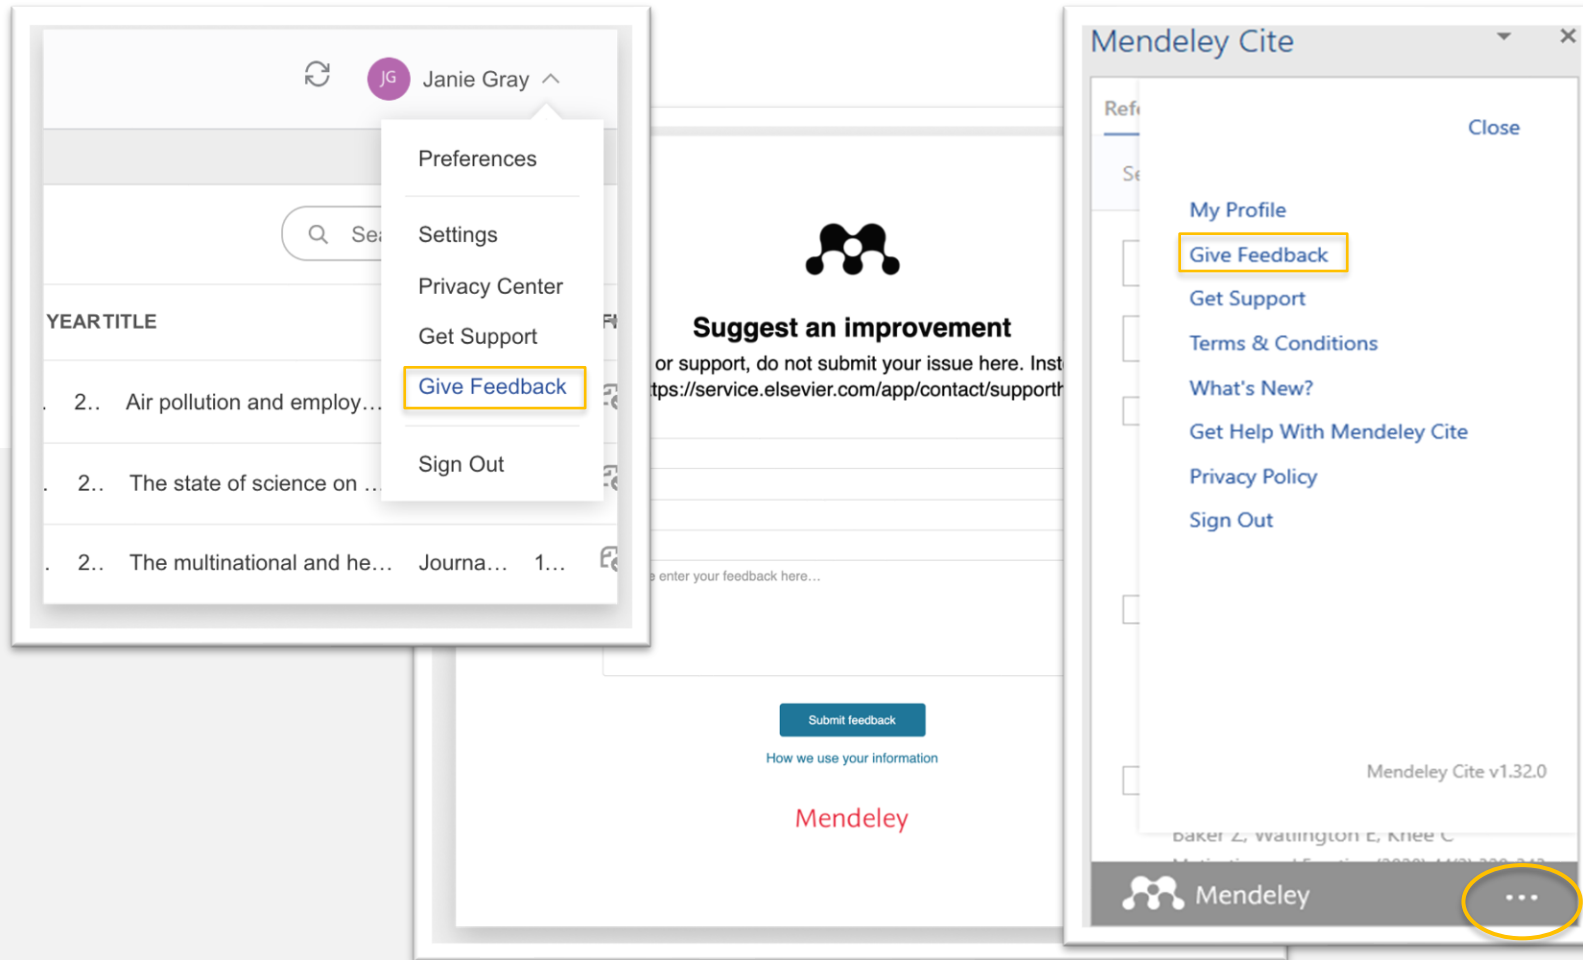 JG Janie Gray
Preferences
Settings
Privacy Center
Get Support
Give Feedback
Sign Out
YEAR TITLE
2.. Air pollution and employ...
2.. The state of science on ...
2.. The multinational and he... Journa... 1...
Suggest an improvement
or support, do not submit your issue here.
://service.elsevier.com/app/contact/
enter your feedback here...
Submit feedback
How we use your information
Mendeley
Mendeley Cite
Close
My Profile
Give Feedback
Get Support
Terms & Conditions
What's New?
Get Help With Mendeley Cite
Privacy Policy
Sign Out
Mendeley Cite v1.32.0
Baker Z, Watlington E, Knee C
Mendeley